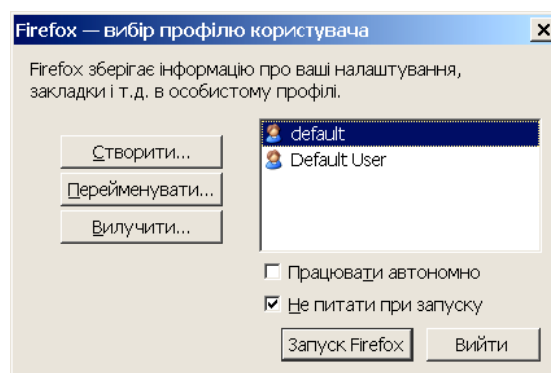 Firefox — вибір профілю користувача
Firefox зберігає інформацію про ваші налаштування,
закладки і т.д. в особистому профілі.
Створити...
Перейменувати...
Вилучити...
default
Default User
Працювати автономно
Не питати при запуску
Запуск Firefox
Вийти